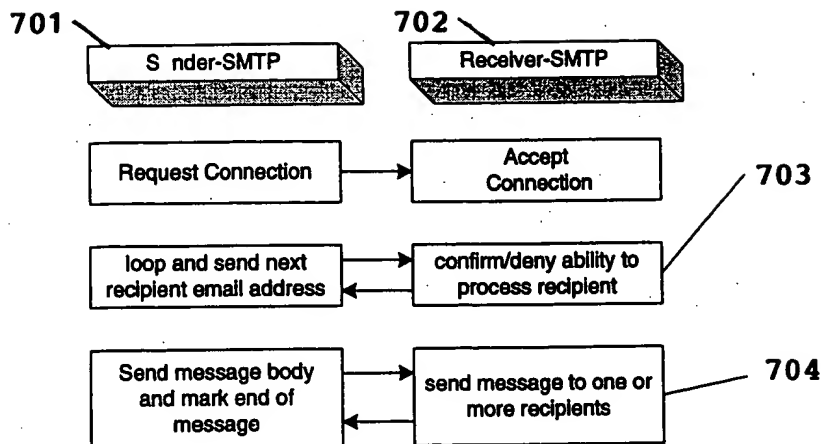 701
702
S nder-SMTP
Receiver-SMTP
Request Connection
Accept
Connection
703
loop and send next
recipient email address
confirm/deny ability to
process recipient
Send message body
and mark end of
message
send message to one or
more recipients
704